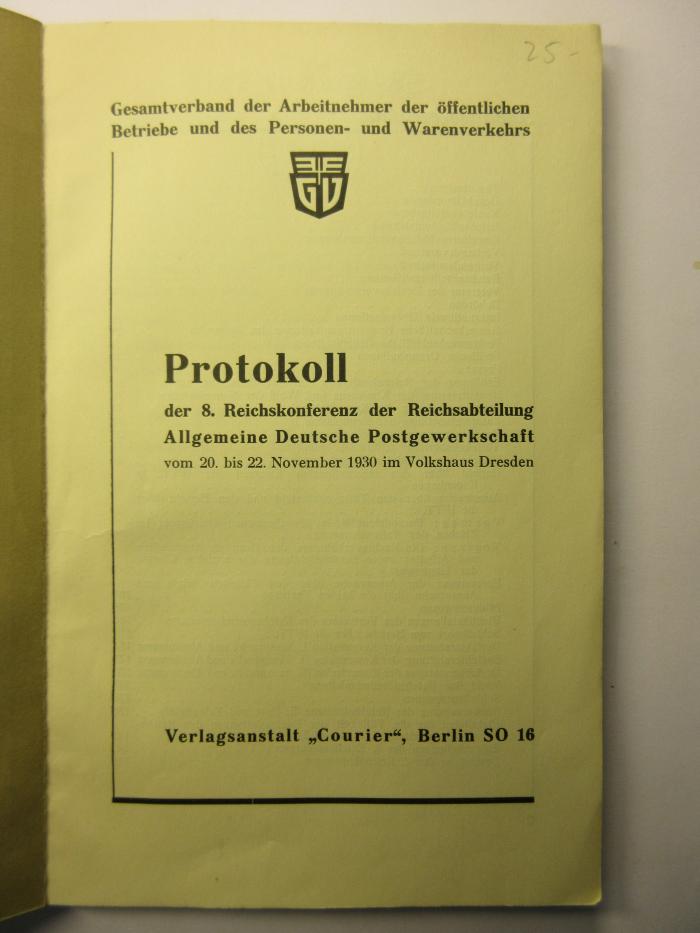 25-
Gesamtverband der Arbeitnehmer der öffentlichen
Betriebe und des Personen- und Warenverkehrs
GV
Protokoll
der 8. Reichskonferenz der Reichsabteilung
Allgemeine Deutsche Postgewerkschaft
vom 20. bis 22. November 1930 im Volkshaus Dresden
Verlagsanstalt „Courier“, Berlin SO 16